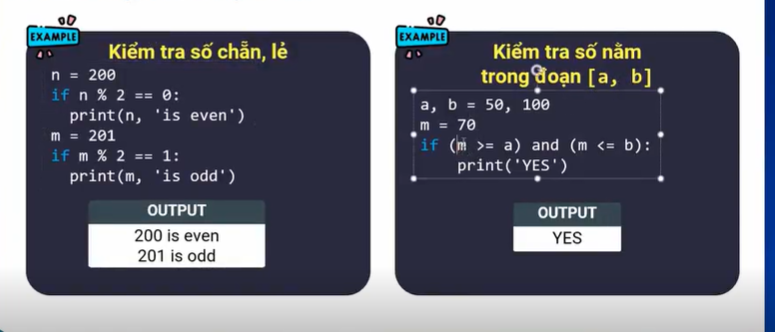 EXAMPLE
Kiểm tra số chẵn, lẻ
n = 200
if n % 2 == 0:
print(n, 'is even')
m = 201
if m % 2 == 1:
print(m, 'is odd')
OUTPUT
200 is even
201 is odd
EXAMPLE
Kiểm tra số nằm
trong đoạn [a, b]
a, b = 50, 100
m = 70
if (m >= a) and (m <= b):
print('YES')
OUTPUT
YES